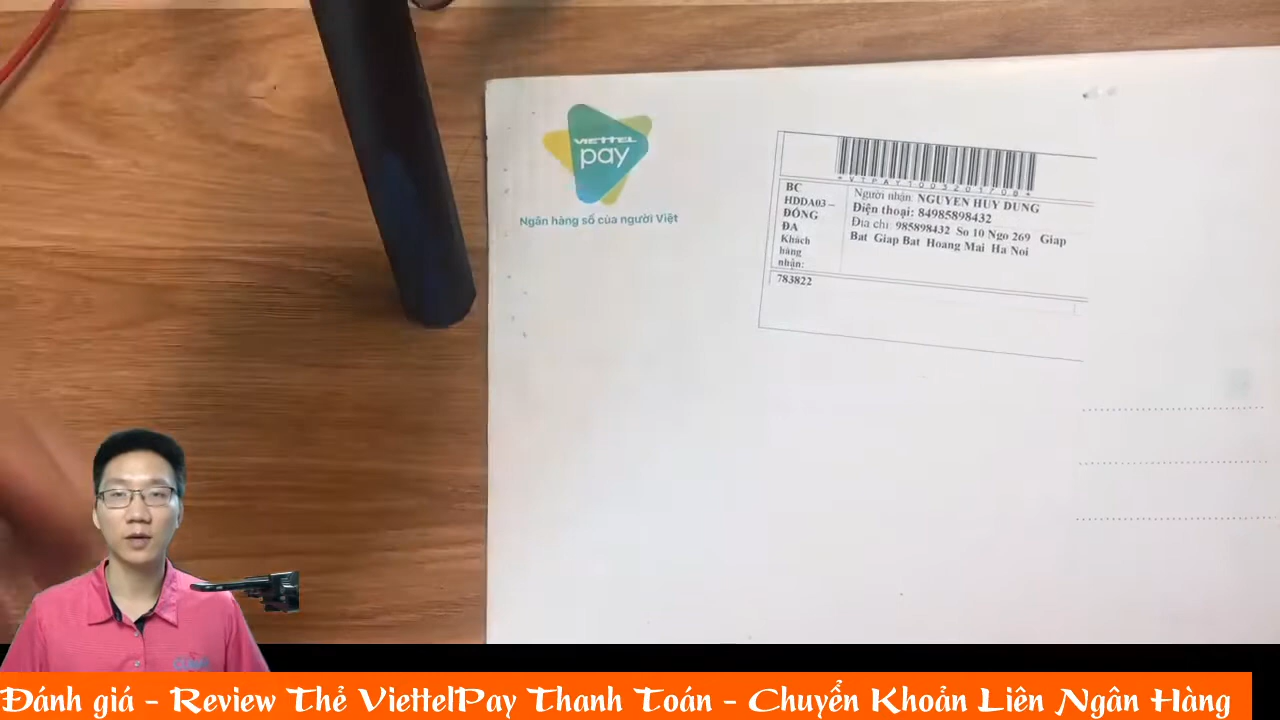 VIETTEL
pay
Ngân hàng số của người Việt
*VTPAY1003201708*
BC
HDDA03 –
ĐỐNG
ĐA
Khách
hàng
nhận:
783822
Người nhận: NGUYEN HUY DUNG
Điện thoại: 84985898432
Địa chỉ: 985898432 So 10 Ngo 269 Giap
Bat Giap Bat Hoang Mai Ha Noi
Đánh giá - Review Thẻ ViettelPay Thanh Toán - Chuyển Khoản Liên Ngân Hàng